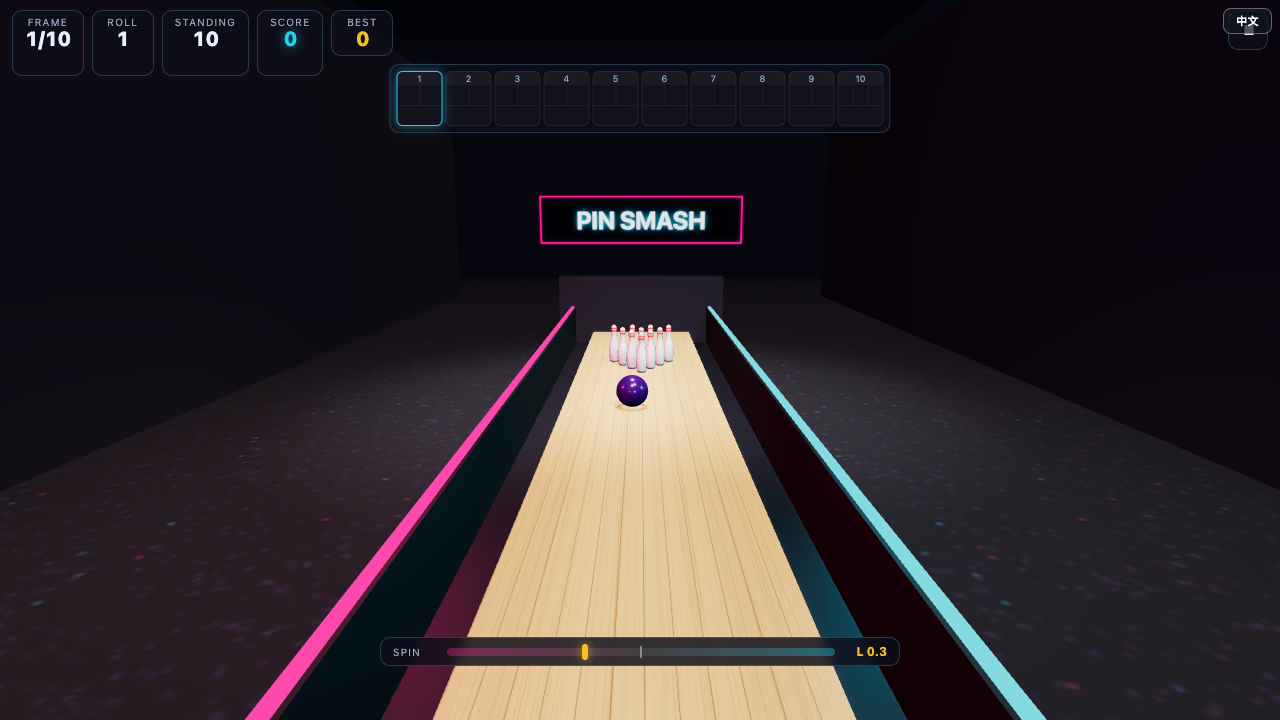 FRAME
1/10
ROLL
1
STANDING
10
SCORE
0
BEST
0
中文
1 2 3 4 5 6 7 8 9 10
PIN SMASH
SPIN
L 0.3